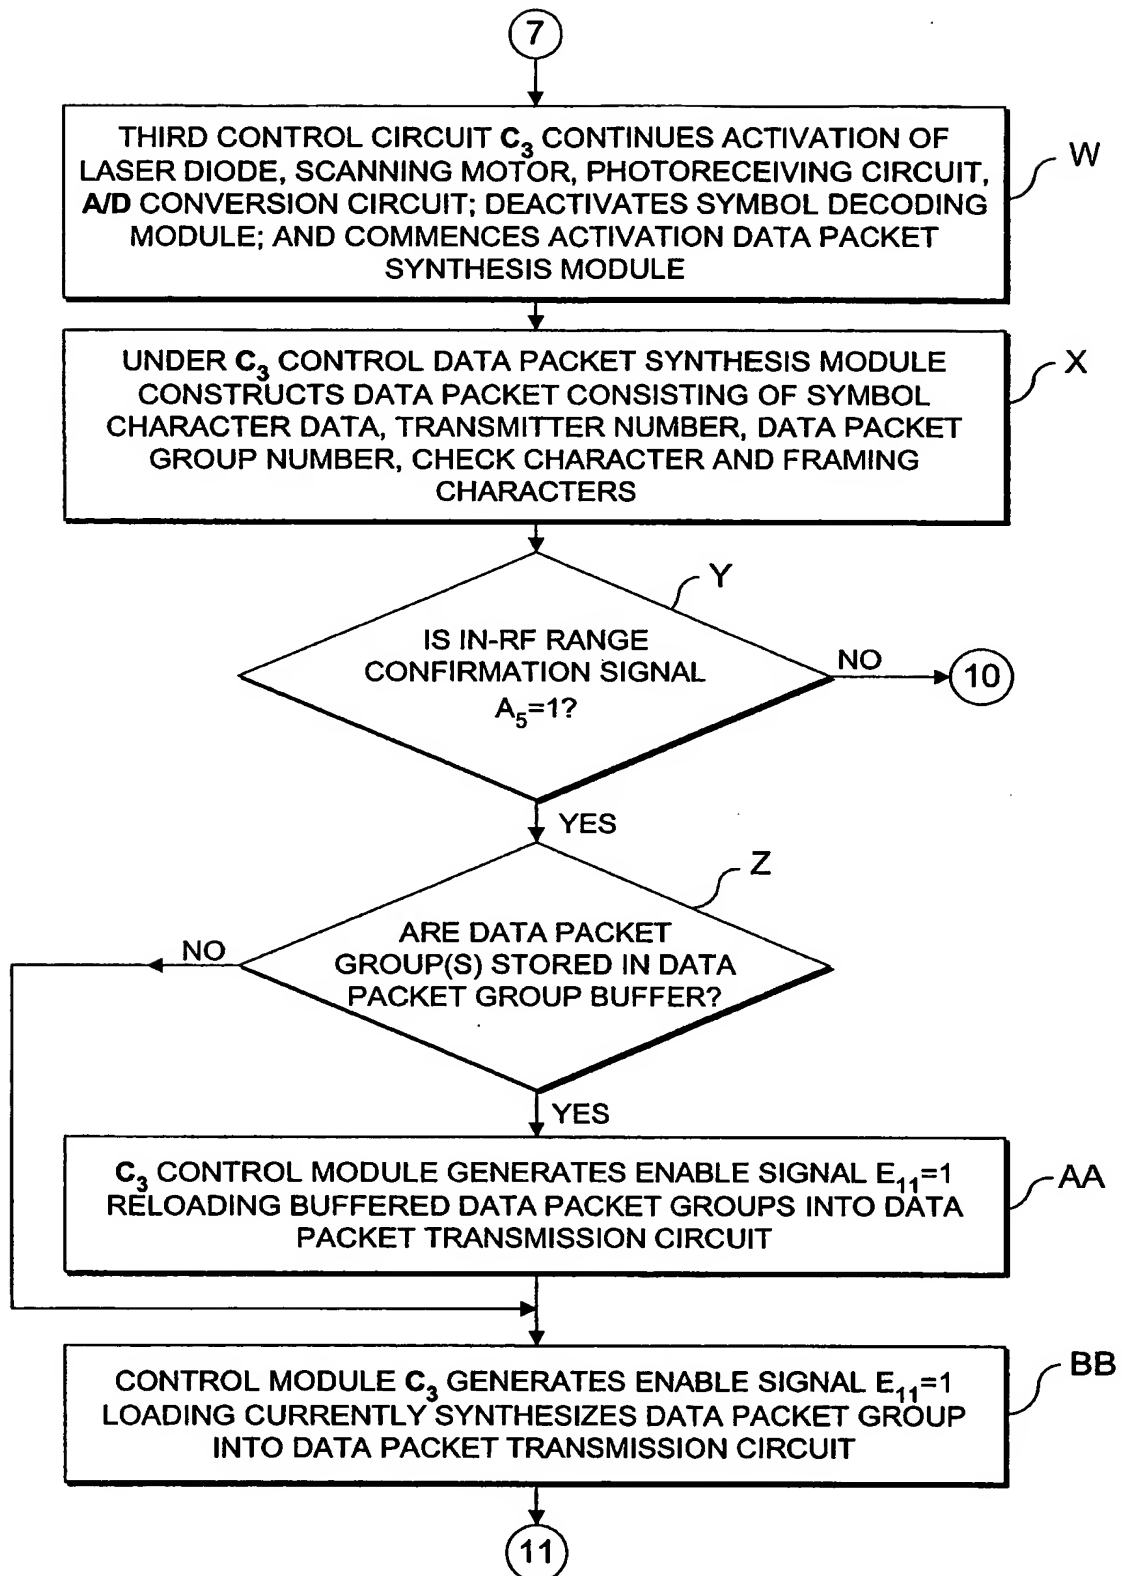 7
THIRD CONTROL CIRCUIT C3 CONTINUES ACTIVATION OF
LASER DIODE, SCANNING MOTOR, PHOTORECEIVING CIRCUIT,
A/D CONVERSION CIRCUIT; DEACTIVATES SYMBOL DECODING
MODULE; AND COMMENCES ACTIVATION DATA PACKET
SYNTHESIS MODULE
W
UNDER C3 CONTROL DATA PACKET SYNTHESIS MODULE
CONSTRUCTS DATA PACKET CONSISTING OF SYMBOL
CHARACTER DATA, TRANSMITTER NUMBER, DATA PACKET
GROUP NUMBER, CHECK CHARACTER AND FRAMING
CHARACTERS
X
Y
IS IN-RF RANGE
CONFIRMATION SIGNAL
A5=1?
NO
10
YES
Z
ARE DATA PACKET
GROUP(S) STORED IN DATA
PACKET GROUP BUFFER?
NO
YES
C3 CONTROL MODULE GENERATES ENABLE SIGNAL E11=1
RELOADING BUFFERED DATA PACKET GROUPS INTO DATA
PACKET TRANSMISSION CIRCUIT
AA
CONTROL MODULE C3 GENERATES ENABLE SIGNAL E11=1
LOADING CURRENTLY SYNTHESIZES DATA PACKET GROUP
INTO DATA PACKET TRANSMISSION CIRCUIT
BB
11